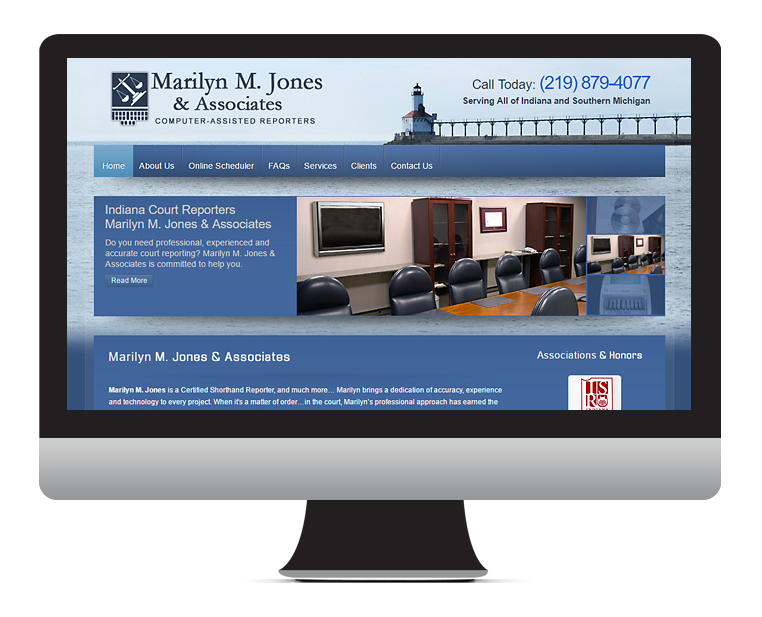 Marilyn M. Jones
& Associates
COMPUTER-ASSISTED REPORTERS
Call Today: (219) 879-4077
Serving All of Indiana and Southern Michigan
Home About Us Online Scheduler FAQs Services Clients Contact Us
Indiana Court Reporters
Marilyn M. Jones & Associates
Do you need professional, experienced and
accurate court reporting? Marilyn M. Jones &
Associates is committed to help you.
Read More
Marilyn M. Jones & Associates
Associations & Honors
Marilyn M. Jones is a Certified Shorthand Reporter, and much more... Marilyn brings a dedication of accuracy, experience
and technology to every project. When it's a matter of order...in the court, Marilyn's professional approach has earned the